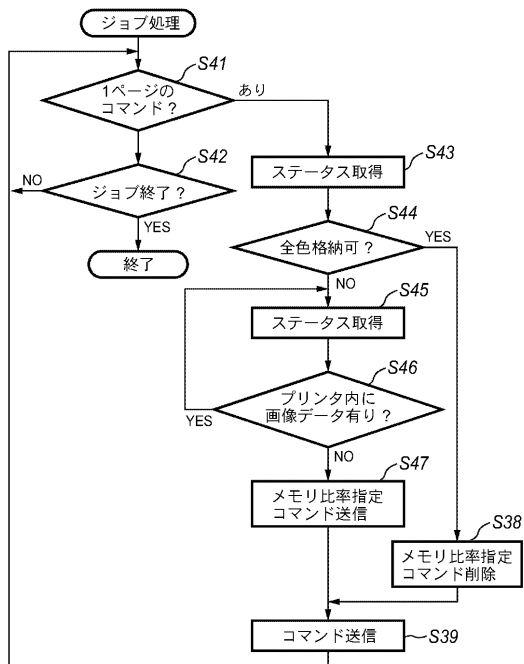 ジョブ処理
S41
1ページの
コマンド？
あり
S42
NO
ジョブ終了？
YES
終了
S43
ステータス取得
S44
全色格納可？
YES
NO
S45
ステータス取得
S46
プリンタ内に
画像データ有り？
YES
NO
S47
メモリ比率指定
コマンド送信
S38
メモリ比率指定
コマンド削除
コマンド送信
S39